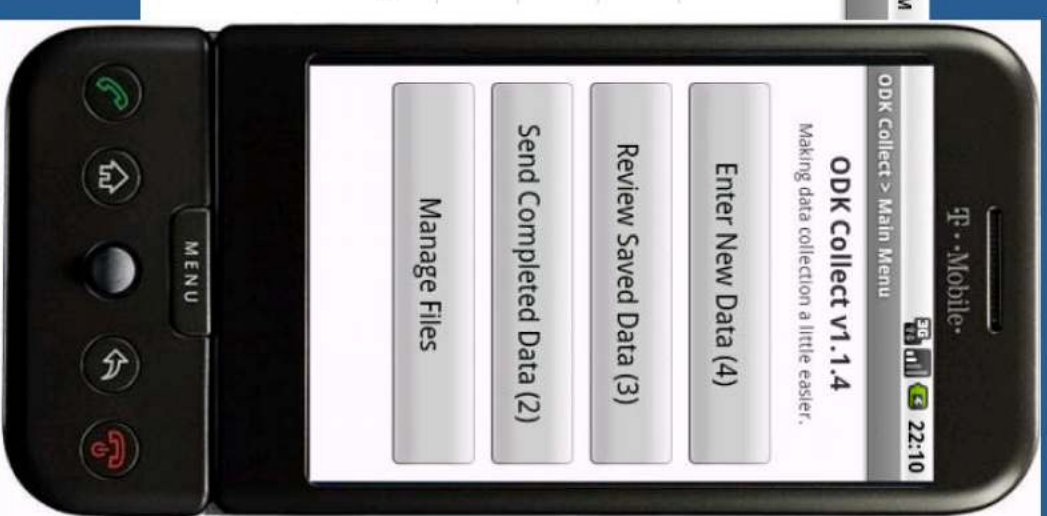 T··Mobile·
3G 22:10
ODK Collect > Main Menu
ODK Collect v1.1.4
Making data collection a little easier.
Enter New Data (4)
Review Saved Data (3)
Send Completed Data (2)
Manage Files
MENU
M